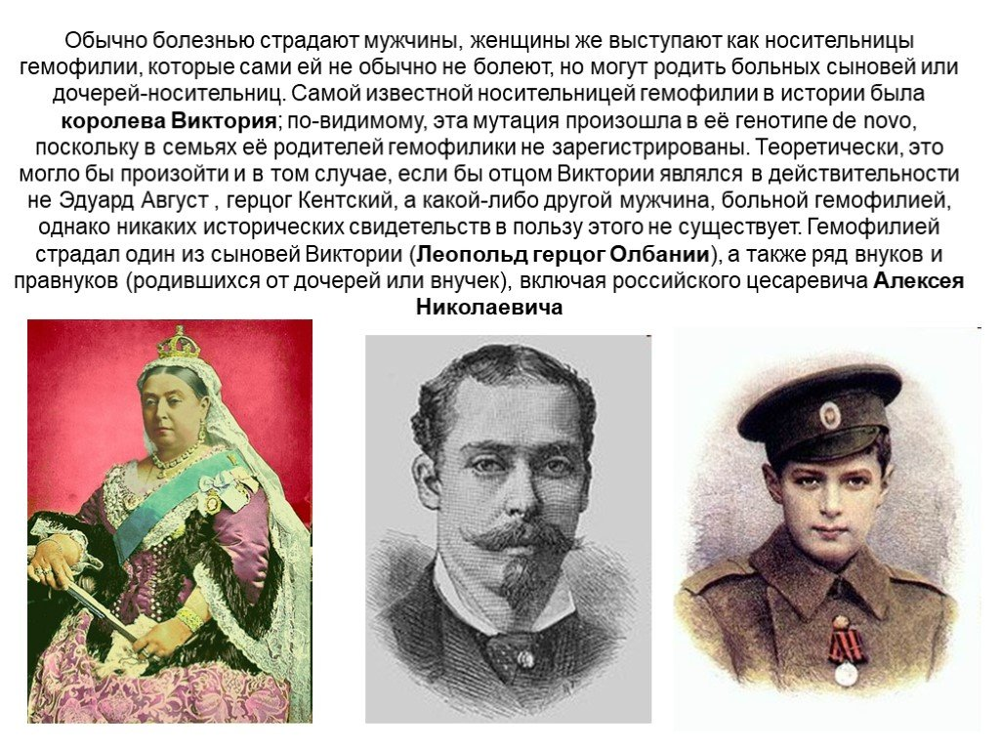 Обычно болезнью страдают мужчины, женщины же выступают как носительницы
гемофилии, которые сами ей не обычно не болеют, но могут родить больных сыновей или
дочерей-носительниц. Самой известной носительницей гемофилии в истории была
королева Виктория; по-видимому, эта мутация произошла в её генотипе de novo,
поскольку в семьях её родителей гемофилики не зарегистрированы. Теоретически, это
могло бы произойти и в том случае, если бы отцом Виктории являлся в действительности
не Эдуард Август , герцог Кентский, а какой-либо другой мужчина, больной гемофилией,
однако никаких исторических свидетельств в пользу этого не существует. Гемофилией
страдал один из сыновей Виктории (Леопольд герцог Олбании), а также ряд внуков и
правнуков (родившихся от дочерей или внучек), включая российского цесаревича Алексея
Николаевича